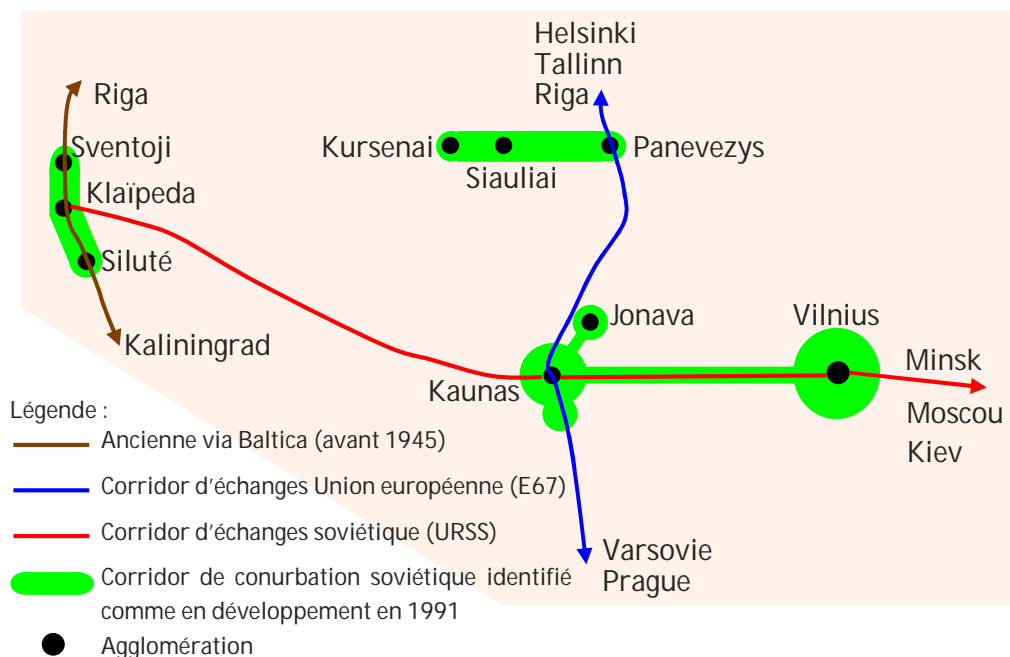 Helsinki
Tallinn
Riga
Riga
Sventoji
Kursenai
Panevezys
Siauliai
Klaïpeda
Siluté
Jonava
Vilnius
Kaliningrad
Minsk
Kaunas
Moscou
Kiev
Légende :
Ancienne via Baltica (avant 1945)
Corridor d'échanges Union européenne (E67)
Corridor d'échanges soviétique (URSS)
Varsovie
Prague
Corridor de conurbation soviétique identifié
comme en développement en 1991
Agglomération